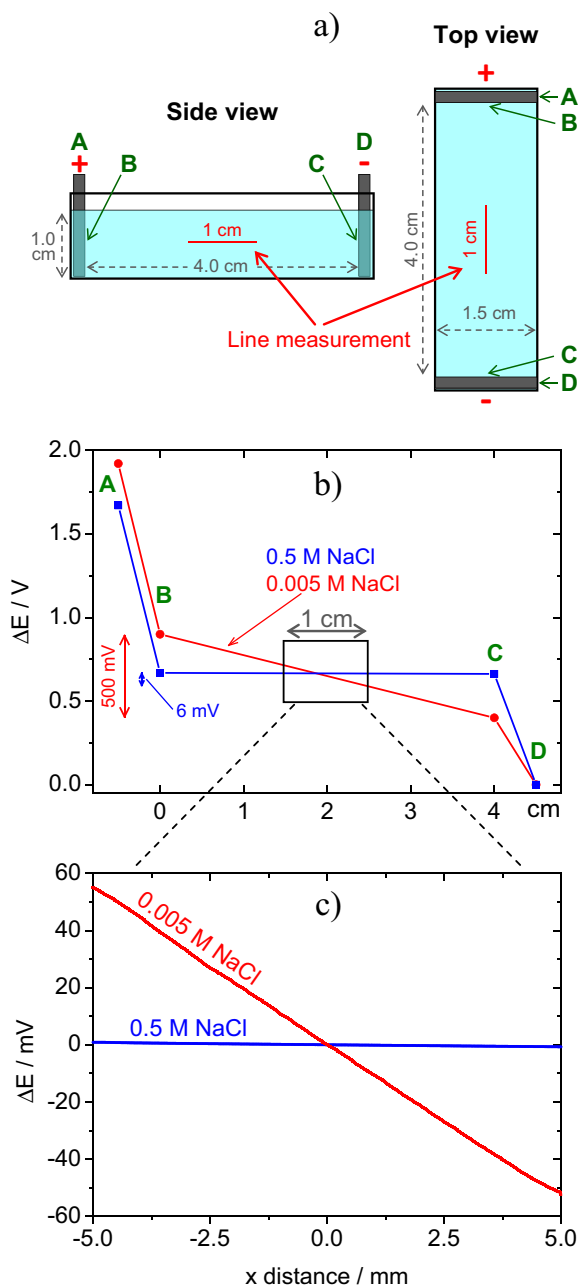 a)
Top view
+
A
B
Side view
A
+
B
C
D
-
1.0
cm
1 cm
4.0 cm
4.0 cm
1 cm
1.5 cm
Line measurement
C
D
-
b)
2.0
1.5
1.0
0.5
0.0
ΔE / V
A
B
0.5 M NaCl
0.005 M NaCl
1 cm
C
D
500 mV
6 mV
0
1
2
3
4
cm
c)
60
40
20
0
-20
-40
-60
ΔE / mV
0.005 M NaCl
0.5 M NaCl
-5.0
-2.5
0.0
2.5
5.0
x distance / mm